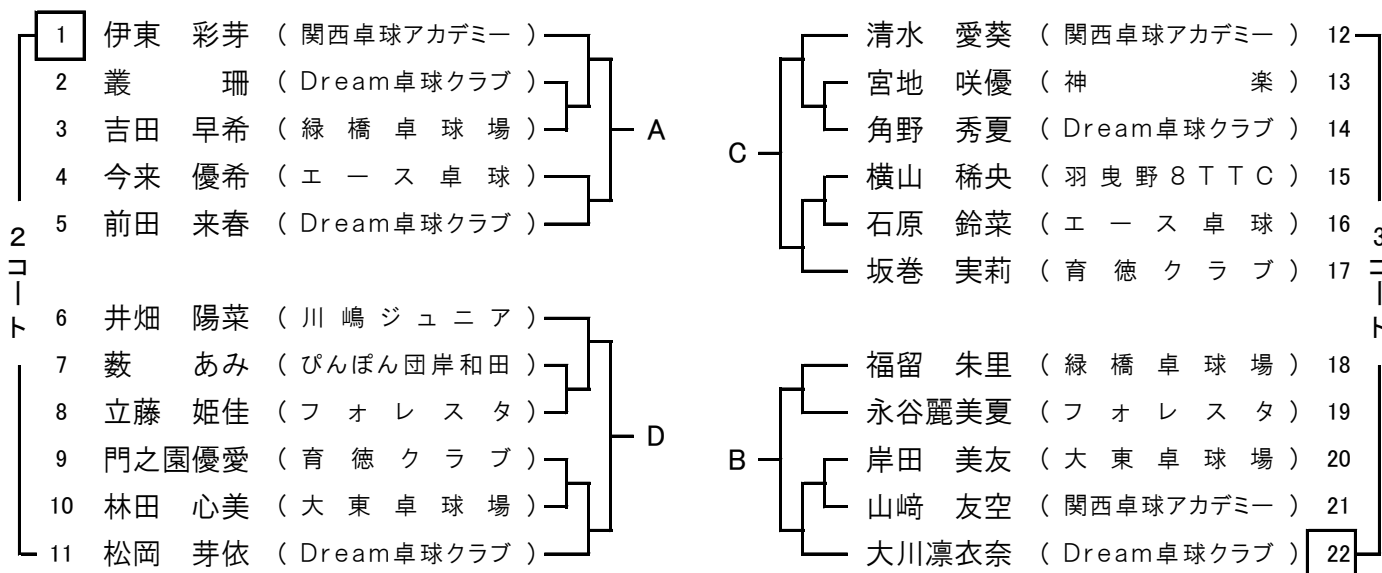 1 伊東 彩芽 ( 関西卓球アカデミー )
2 叢 珊 ( Dream卓球クラブ )
3 吉田 早希 ( 緑橋卓球場 )
4 今来 優希 ( エース卓球 )
5 前田 来春 ( Dream卓球クラブ )
A
2コート
6 井畑 陽菜 ( 川嶋ジュニア )
7 薮 あみ ( ぴんぽん団岸和田 )
8 立藤 姫佳 ( フォレスタ )
9 門之園優愛 ( 育徳クラブ )
10 林田 心美 ( 大東卓球場 )
11 松岡 芽依 ( Dream卓球クラブ )
D
清水 愛葵 ( 関西卓球アカデミー ) 12
宮地 咲優 ( 神楽 ) 13
角野 秀夏 ( Dream卓球クラブ ) 14
横山 稀央 ( 羽曳野8TTC ) 15
石原 鈴菜 ( エース卓球 ) 16
坂巻 実莉 ( 育徳クラブ ) 17
C
3コート
福留 朱里 ( 緑橋卓球場 ) 18
永谷麗美夏 ( フォレスタ ) 19
岸田 美友 ( 大東卓球場 ) 20
山﨑 友空 ( 関西卓球アカデミー ) 21
大川凛衣奈 ( Dream卓球クラブ ) 22
B